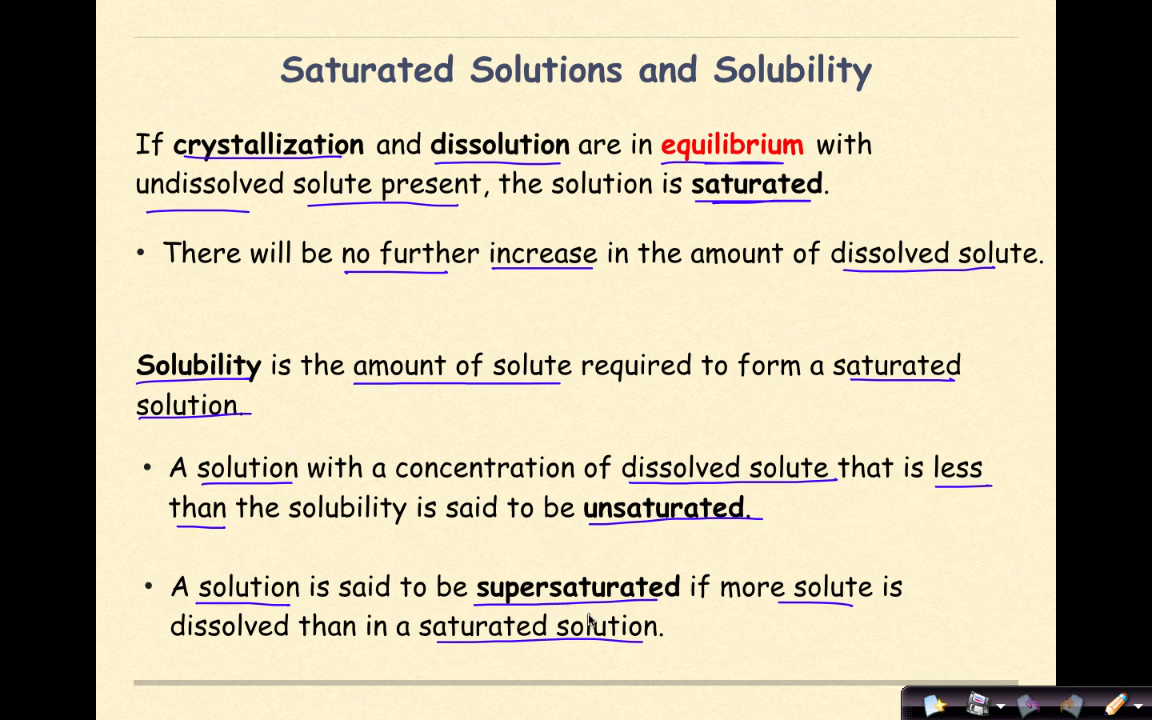 Saturated Solutions and Solubility
If crystallization and dissolution are in equilibrium with
undissolved solute present, the solution is saturated.
• There will be no further increase in the amount of dissolved solute.
Solubility is the amount of solute required to form a saturated
solution.
• A solution with a concentration of dissolved solute that is less
than the solubility is said to be unsaturated.
• A solution is said to be supersaturated if more solute is
dissolved than in a saturated solution.